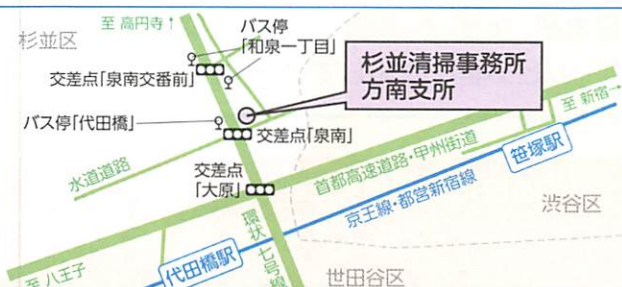 至 高円寺↑
杉並区
バス停
「和泉一丁目」
交差点「泉南交番前」
杉並清掃事務所
方南支所
バス停「代田橋」
交差点「泉南」
至 新宿→
水道道路
交差点
「大原」
首都高速道路・甲州街道
笹塚駅
京王線・都営新宿線
渋谷区
環状七号線
代田橋駅
至 八王子
世田谷区